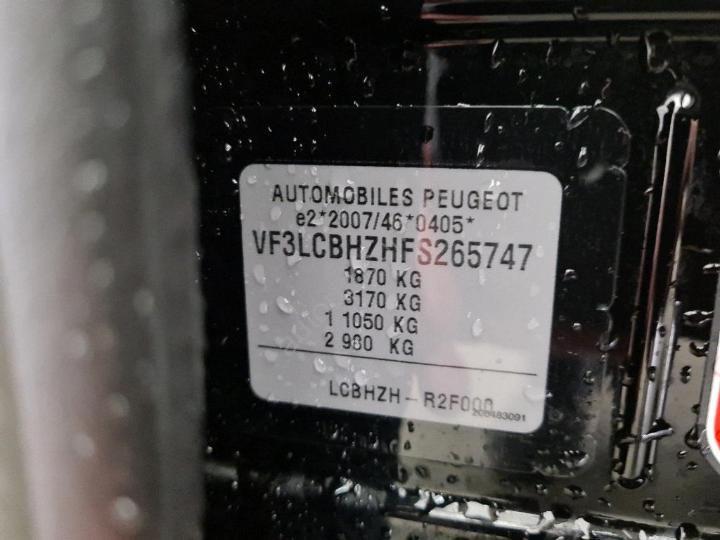 AUTOMOBILES PEUGEOT
e2*2007/46*0405*
VF3LCBHZHFS265747
1870 KG
3170 KG
1 1050 KG
2 980 KG
LCBHZH - R2F000